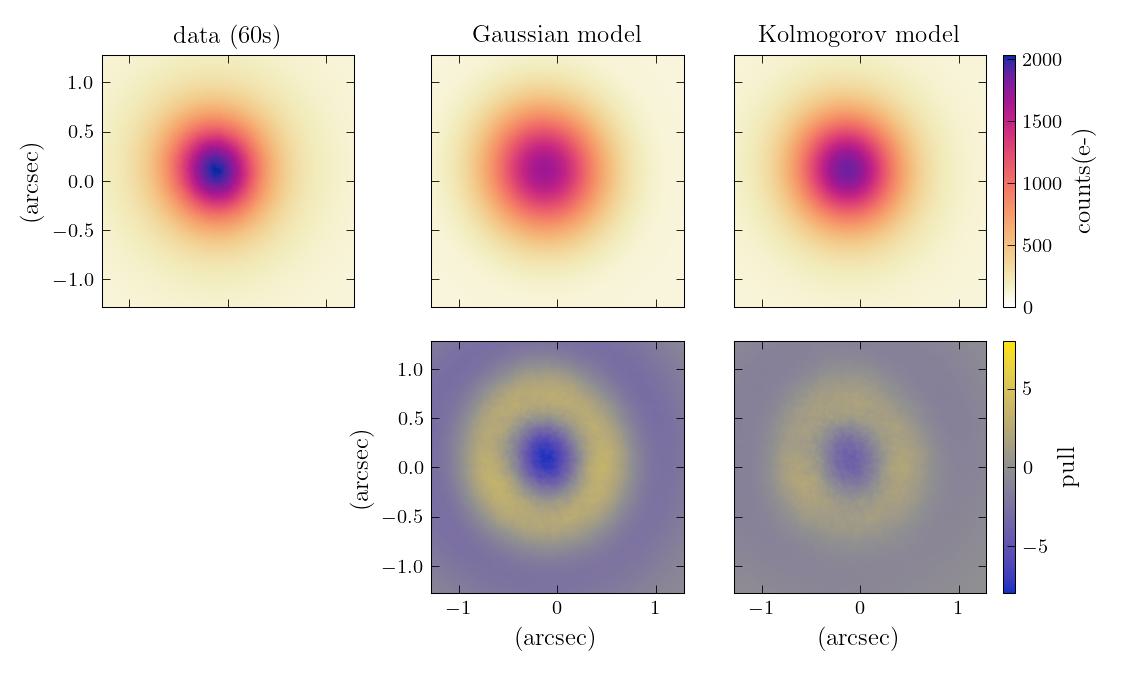 data (60s)
Gaussian model
Kolmogorov model
1.0
0.5
0.0
−0.5
−1.0
(arcsec)
2000
1500
1000
500
0
counts(e-)
1.0
0.5
0.0
−0.5
−1.0
(arcsec)
5
0
−5
pull
−1 0 1
−1 0 1
(arcsec)
(arcsec)